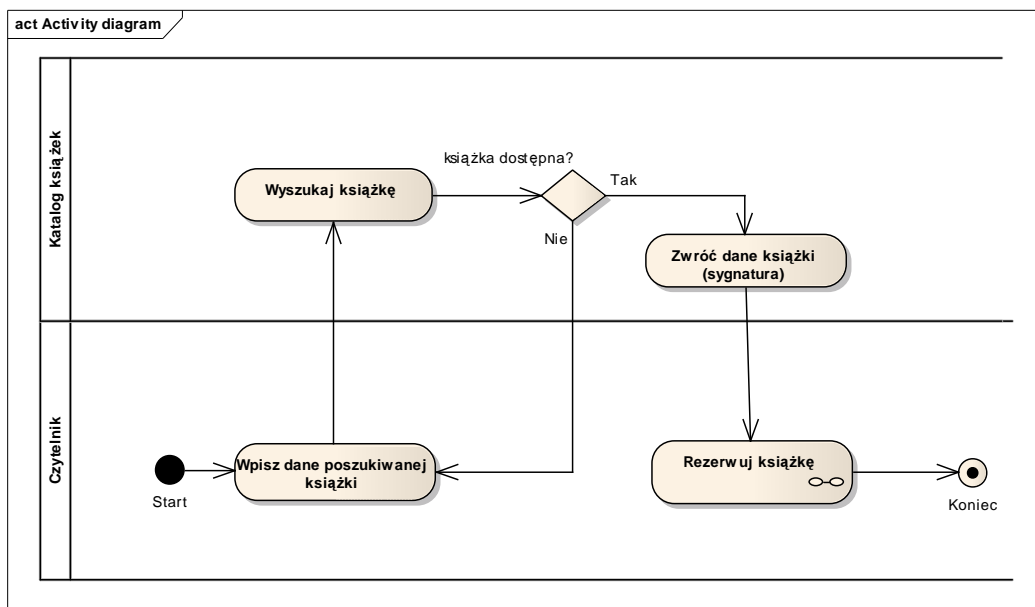 act Activity diagram
Katalog książek
książka dostępna?
Wyszukaj książkę
Tak
Nie
Zwróć dane książki
(sygnatura)
Czytelnik
Start
Wpisz dane poszukiwanej
książki
Rezerwuj książkę
Koniec